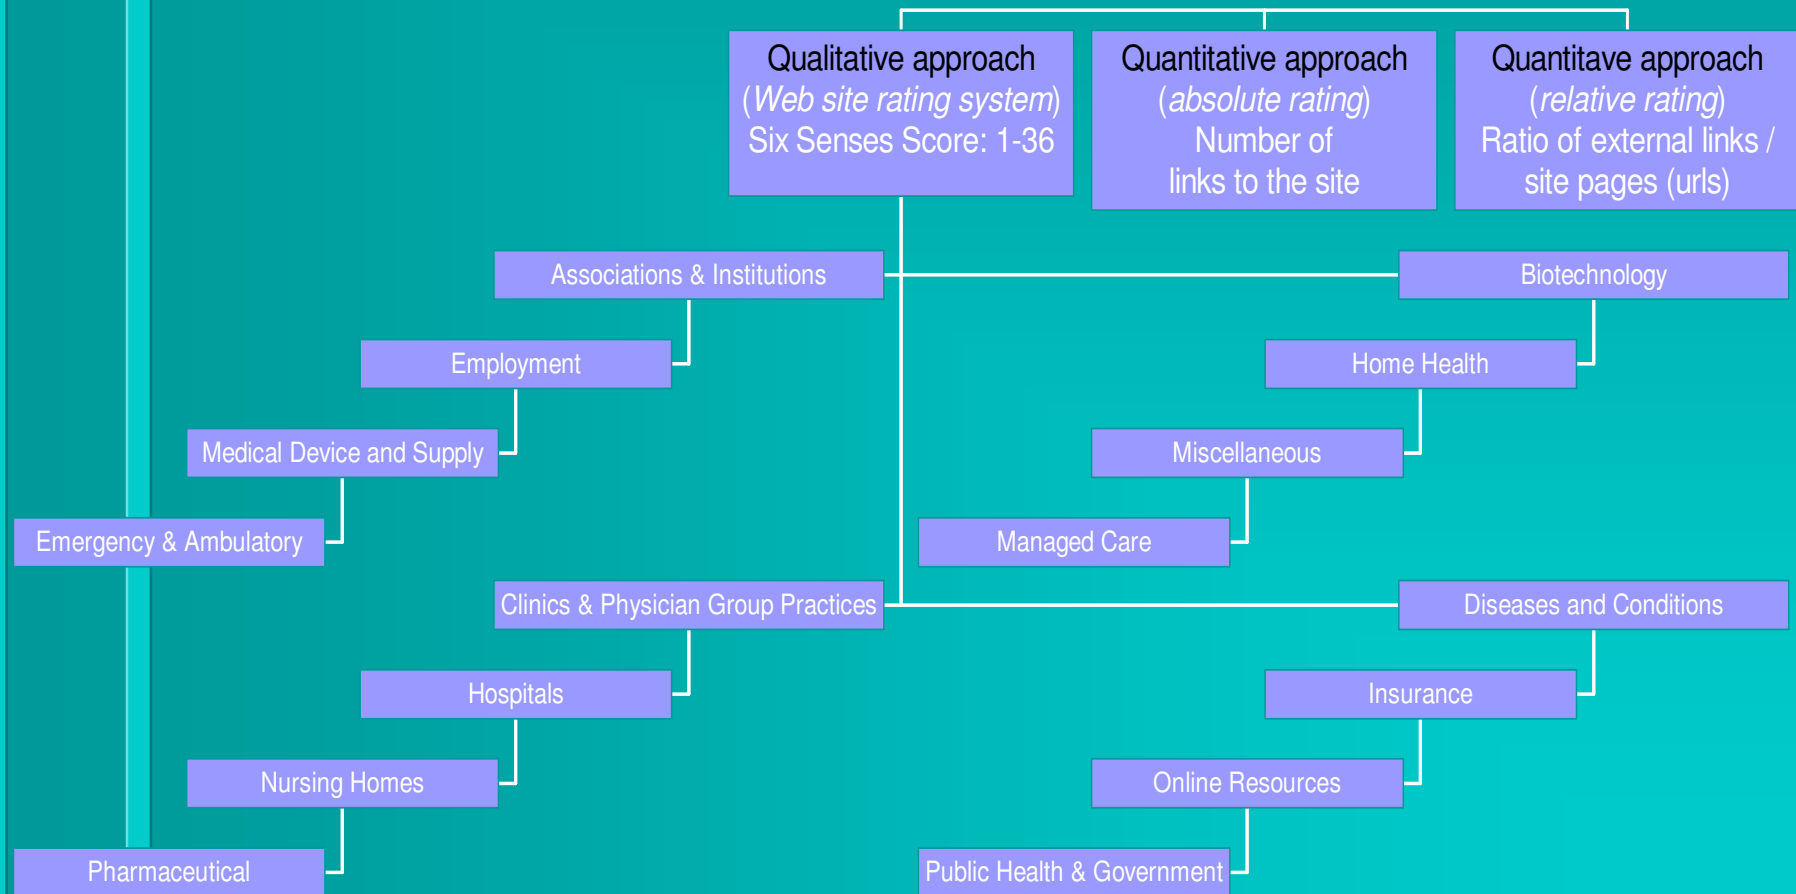 Qualitative approach
(Web site rating system)
Six Senses Score: 1-36
Quantitative approach
(absolute rating)
Number of
links to the site
Quantitave approach
(relative rating)
Ratio of external links /
site pages (urls)
Associations & Institutions
Biotechnology
Employment
Home Health
Medical Device and Supply
Miscellaneous
Emergency & Ambulatory
Managed Care
Clinics & Physician Group Practices
Diseases and Conditions
Hospitals
Insurance
Nursing Homes
Online Resources
Pharmaceutical
Public Health & Government